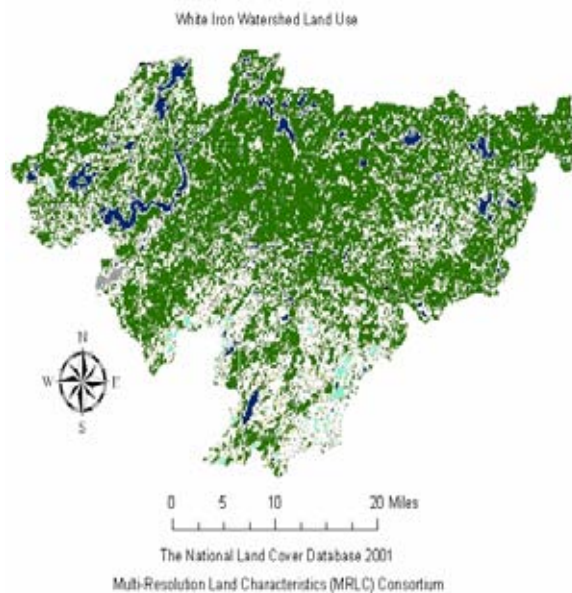 White Iron Watershed Land Use
N
W E
S
0 5 10 20 Miles
The National Land Cover Database 2001
Multi-Resolution Land Characteristics (MRLC) Consortium